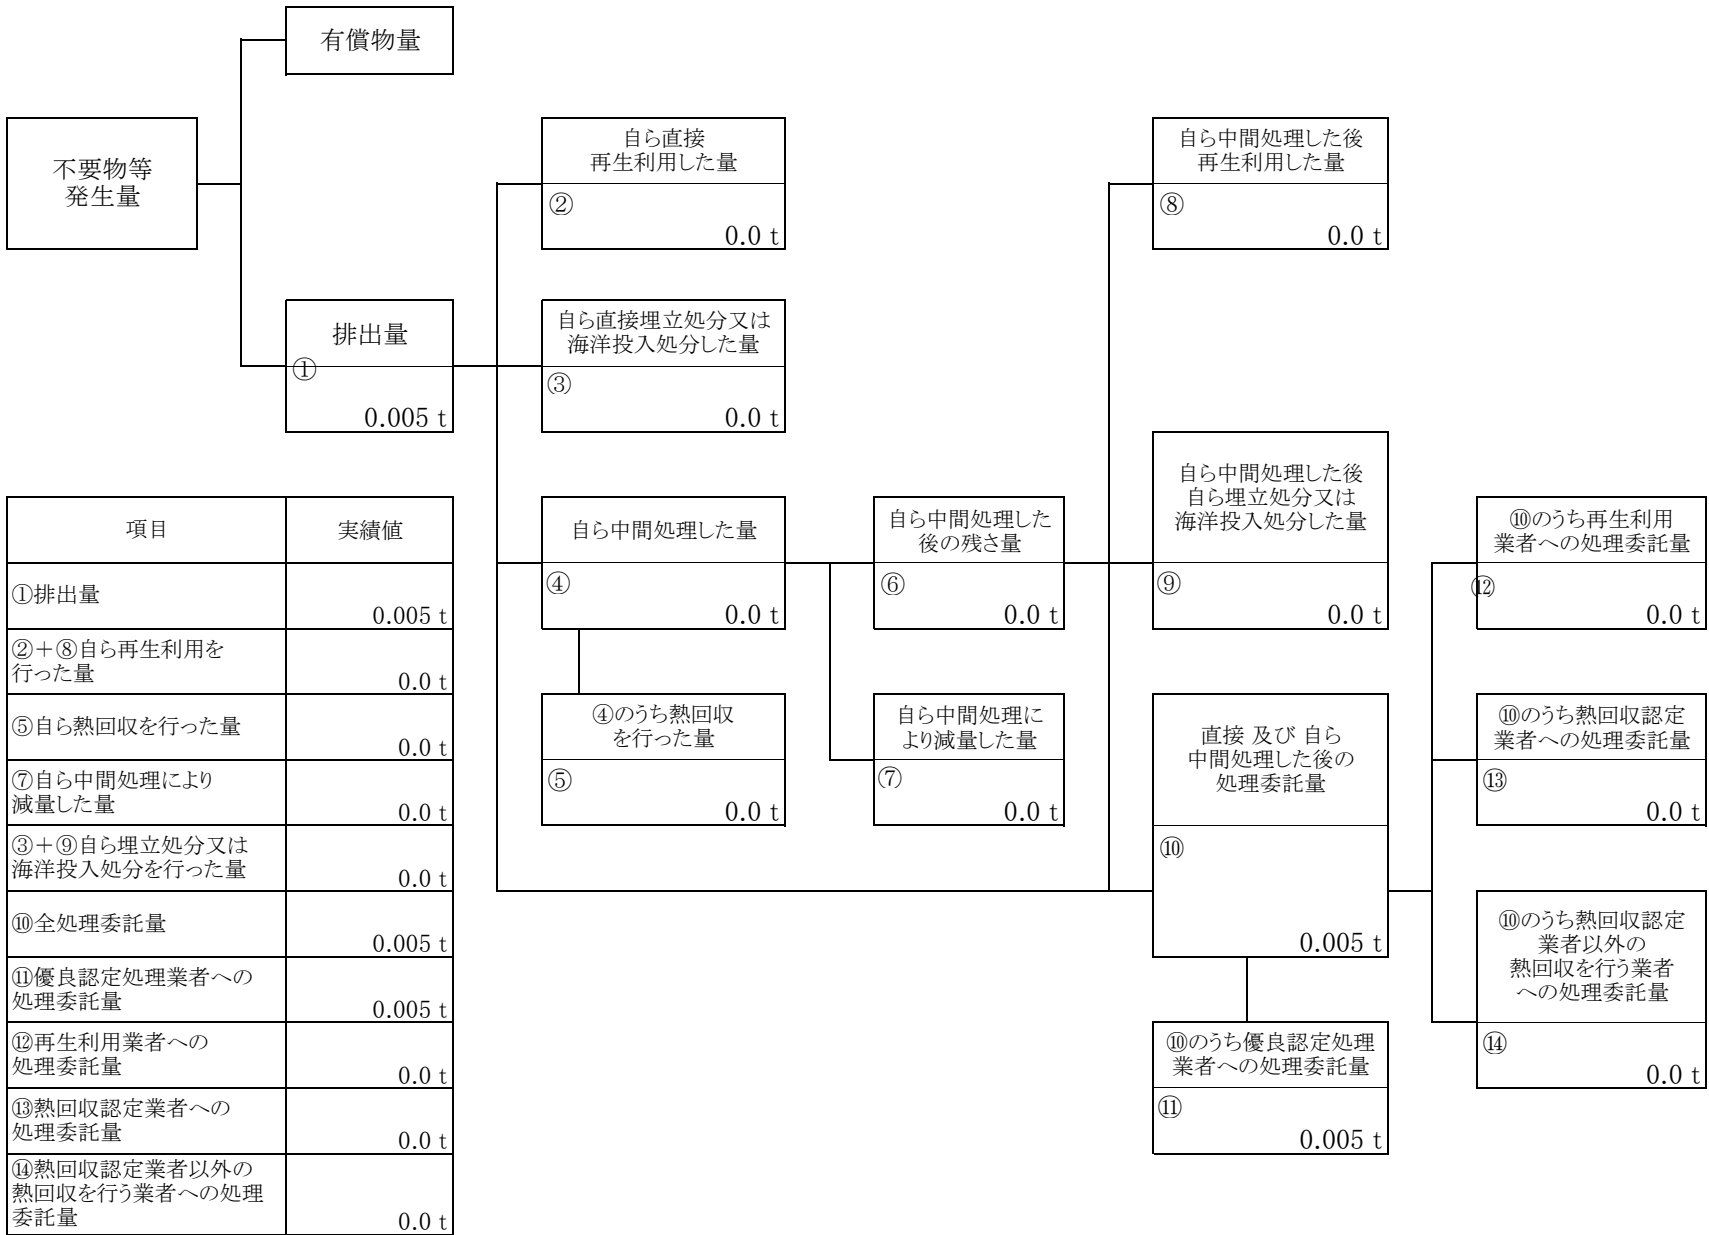 有償物量
不要物等
発生量
自ら直接
再生利用した量
②
0.0 t
自ら中間処理した後
再生利用した量
⑧
0.0 t
排出量
①
0.005 t
自ら直接埋立処分又は
海洋投入処分した量
③
0.0 t
自ら中間処理した量
④
0.0 t
自ら中間処理した
後の残さ量
⑥
0.0 t
自ら中間処理した後
自ら埋立処分又は
海洋投入処分した量
⑨
0.0 t
⑩のうち再生利用
業者への処理委託量
⑫
0.0 t
④のうち熱回収
を行った量
⑤
0.0 t
自ら中間処理に
より減量した量
⑦
0.0 t
直接 及び 自ら
中間処理した後の
処理委託量
⑩
0.005 t
⑩のうち熱回収認定
業者への処理委託量
⑬
0.0 t
⑩のうち熱回収認定
業者以外の
熱回収を行う業者
への処理委託量
⑭
0.0 t
⑩のうち優良認定処理
業者への処理委託量
⑪
0.005 t
項目
実績値
①排出量
0.005 t
②＋⑧自ら再生利用を
行った量
0.0 t
⑤自ら熱回収を行った量
0.0 t
⑦自ら中間処理により
減量した量
0.0 t
③＋⑨自ら埋立処分又は
海洋投入処分を行った量
0.0 t
⑩全処理委託量
0.005 t
⑪優良認定処理業者への
処理委託量
0.005 t
⑫再生利用業者への
処理委託量
0.0 t
⑬熱回収認定業者への
処理委託量
0.0 t
⑭熱回収認定業者以外の
熱回収を行う業者への処理
委託量
0.0 t